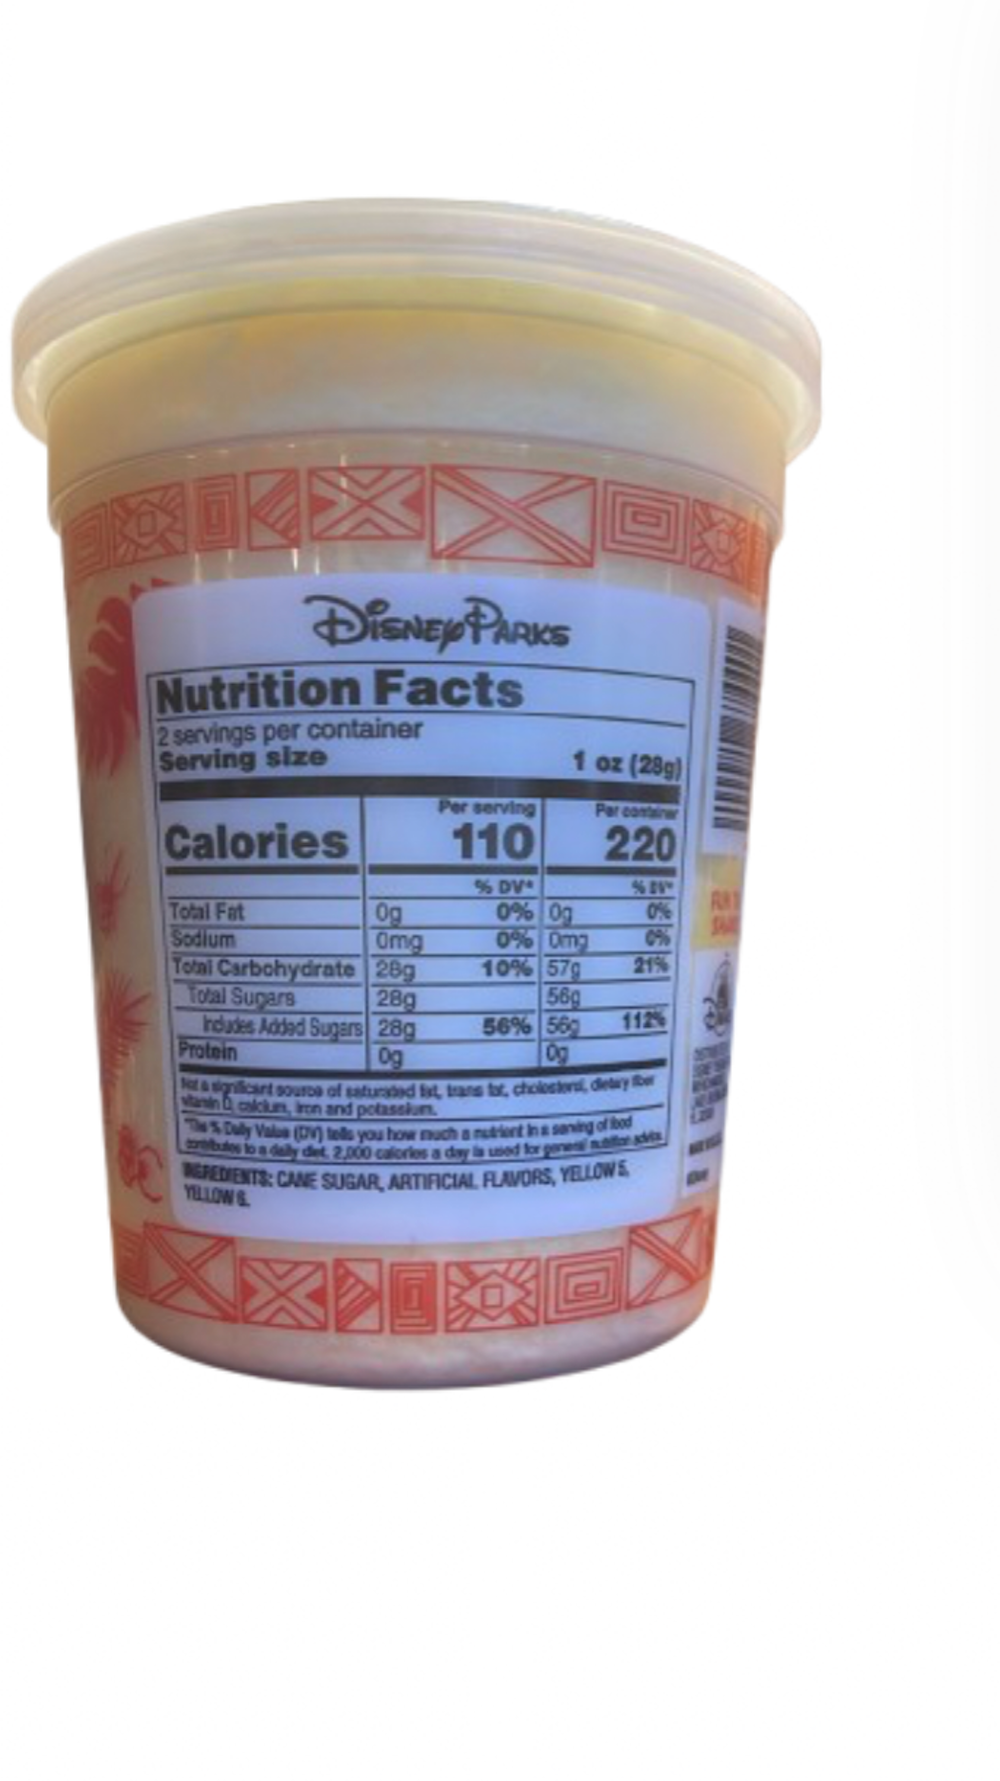 Disney Parks
Nutrition Facts
2 servings per container
Serving size 1 oz (28g)
Per serving Per container
Calories 110 220
% DV* % DV*
Total Fat 0g 0% 0g 0%
Sodium 0mg 0% 0mg 0%
Total Carbohydrate 28g 10% 57g 21%
Total Sugars 28g 56g
Includes Added Sugars 28g 56% 56g 112%
Protein 0g 0g
Not a significant source of saturated fat, trans fat, cholesterol, dietary fiber
vitamin D, calcium, iron and potassium.
*The % Daily Value (DV) tells you how much a nutrient in a serving of food
contributes to a daily diet. 2,000 calories a day is used for general nutrition advice.
INGREDIENTS: CANE SUGAR, ARTIFICIAL FLAVORS, YELLOW 5,
YELLOW 6.
FUN